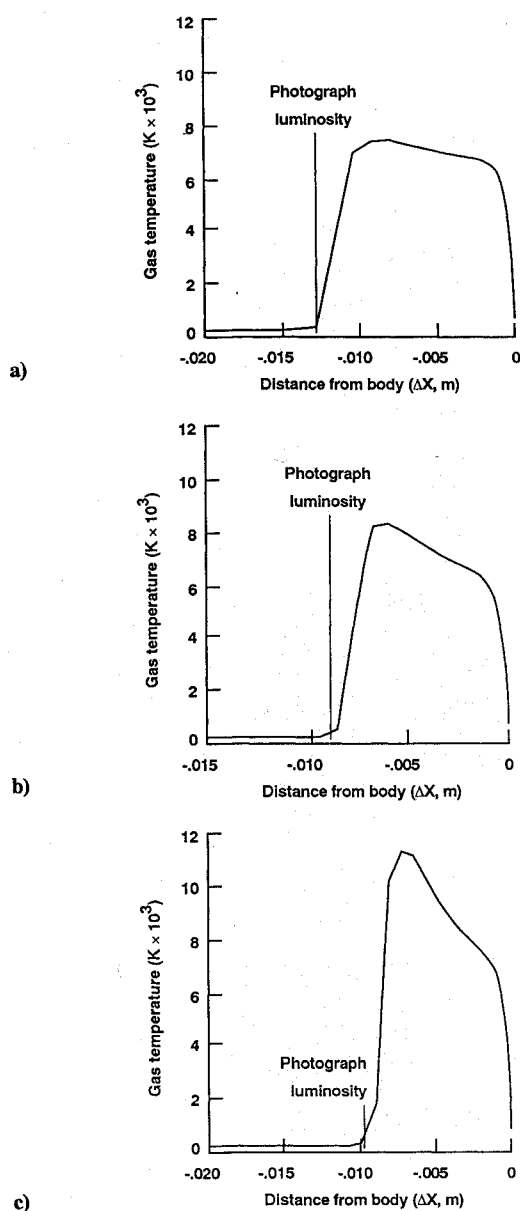 12
10
8
6
4
2
0
Gas temperature (K × 10³)
Photograph
luminosity
-.020 -.015 -.010 -.005 0
Distance from body (ΔX, m)
a)
12
10
8
6
4
2
0
Gas temperature (K × 10³)
Photograph
luminosity
-.015 -.010 -.005 0
Distance from body (ΔX, m)
b)
12
10
8
6
4
2
0
Gas temperature (K × 10³)
Photograph
luminosity
-.020 -.015 -.010 -.005 0
Distance from body (ΔX, m)
c)